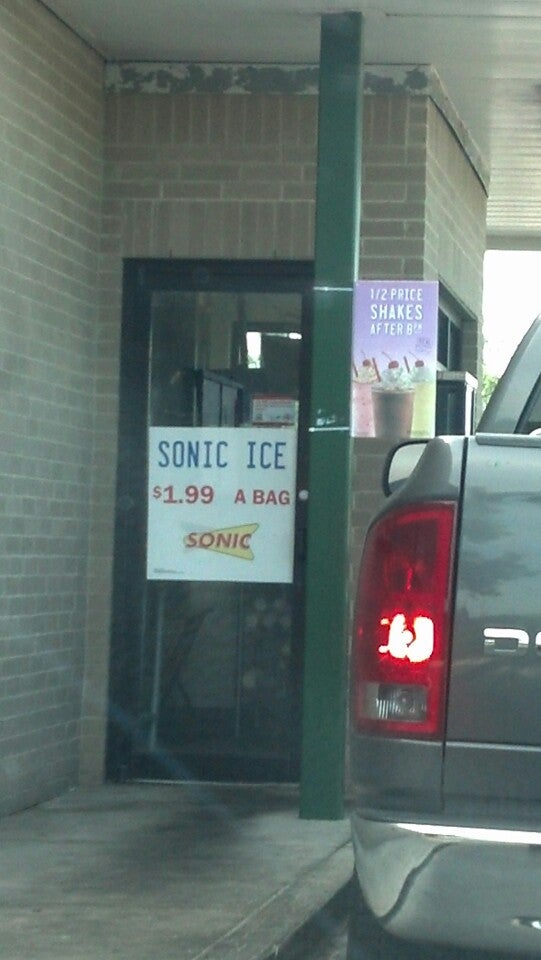 1/2 PRICE
SHAKES
AFTER 8PM
SONIC ICE
$1.99 A BAG
SONIC